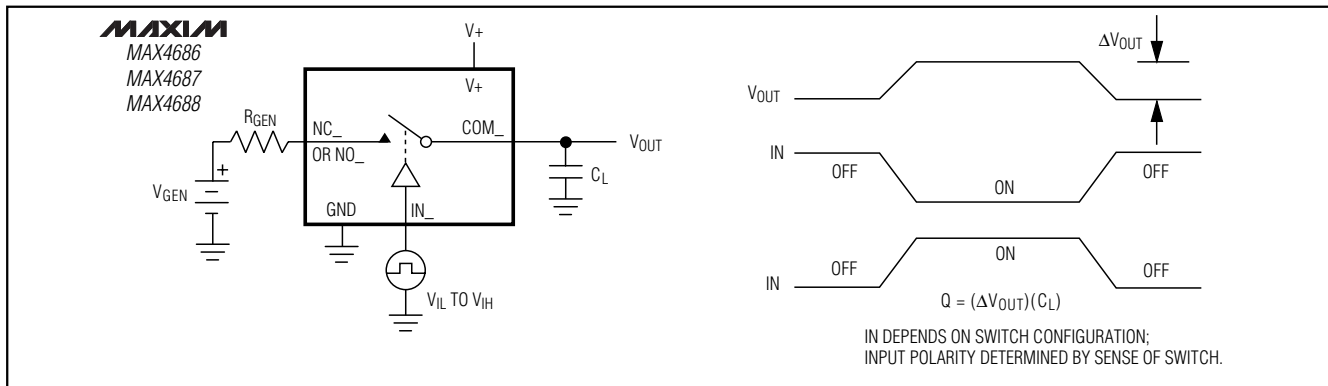 MAXIM
MAX4686
MAX4687
MAX4688
V+
V+
RGEN
NC_
OR NO_
COM_
VOUT
CL
VGEN
+
GND
IN_
VIL TO VIH
ΔVOUT
VOUT
IN
OFF
ON
OFF
IN
OFF
ON
OFF
Q = (ΔVOUT)(CL)
IN DEPENDS ON SWITCH CONFIGURATION;
INPUT POLARITY DETERMINED BY SENSE OF SWITCH.